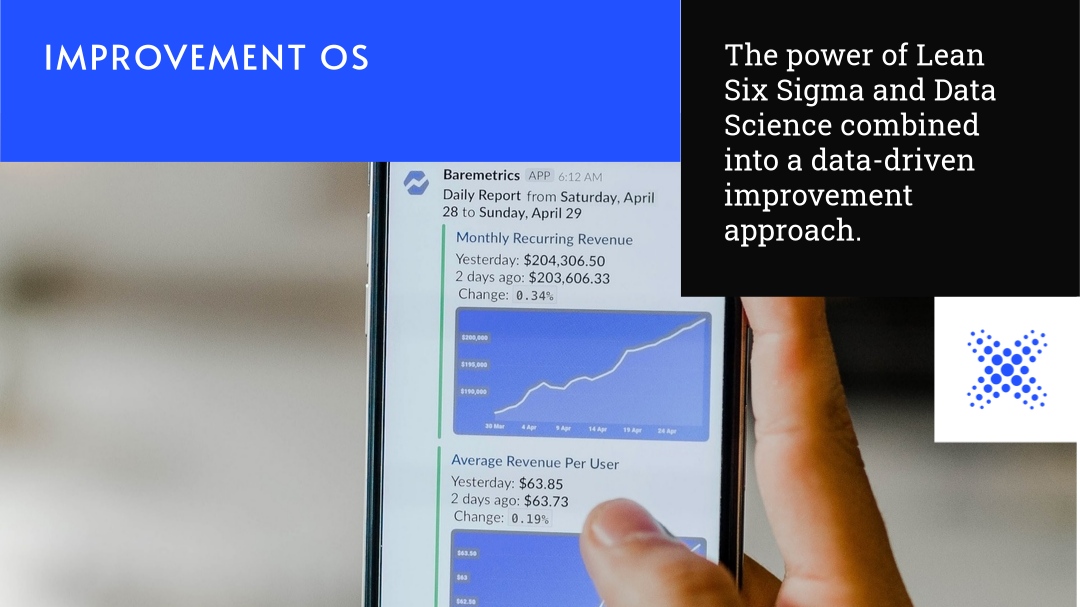 IMPROVEMENT OS
The power of Lean
Six Sigma and Data
Science combined
into a data-driven
improvement
approach.
Baremetrics APP 6:12 AM
Daily Report from Saturday, April
28 to Sunday, April 29
Monthly Recurring Revenue
Yesterday: $204,306.50
2 days ago: $203,606.33
Change: 0.34%
$200,000
$195,000
$190,000
30 Mar 4 Apr 9 Apr 14 Apr 19 Apr 24 Apr
Average Revenue Per User
Yesterday: $63.85
2 days ago: $63.73
Change: 0.19%
$63.50
$63
$62.50